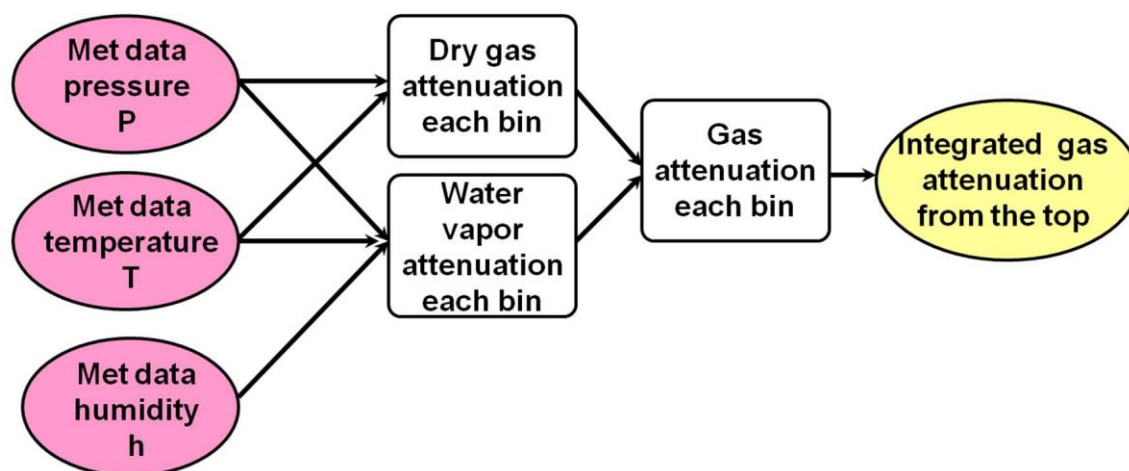 Met data
pressure
P
Met data
temperature
T
Met data
humidity
h
Dry gas
attenuation
each bin
Water
vapor
attenuation
each bin
Gas
attenuation
each bin
Integrated gas
attenuation
from the top